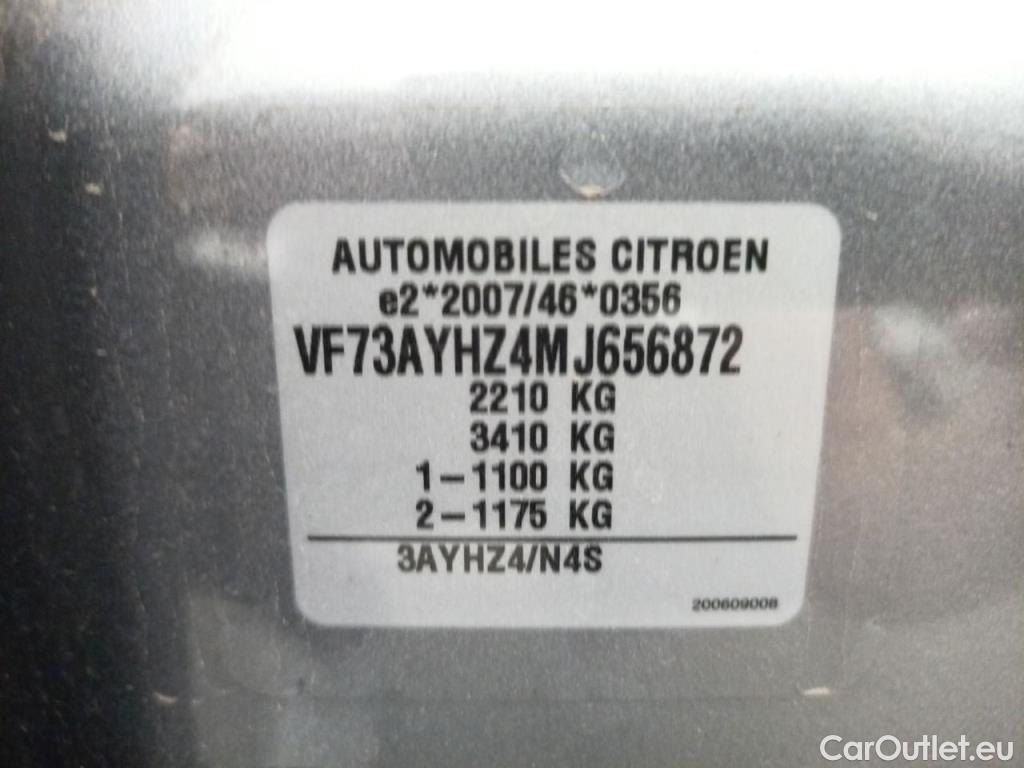 AUTOMOBILES CITROEN
e2*2007/46*0356
VF73AYHZ4MJ656872
2210 KG
3410 KG
1-1100 KG
2-1175 KG
3AYHZ4/N4S
200609008
CarOutlet.eu